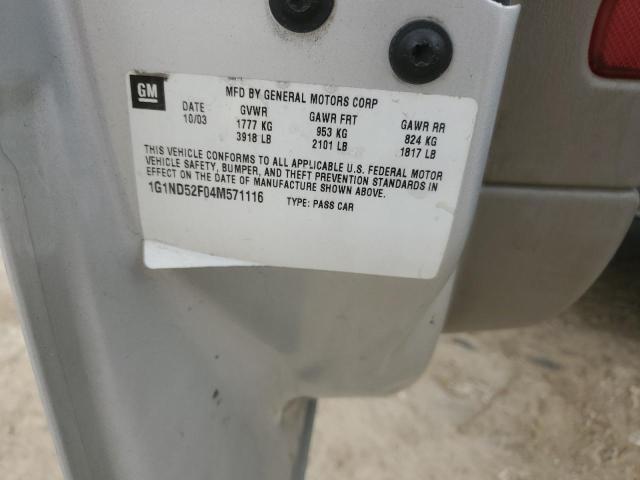 GM
MFD BY GENERAL MOTORS CORP
DATE GVWR GAWR FRT GAWR RR
10/03 1777 KG 953 KG 824 KG
3918 LB 2101 LB 1817 LB
THIS VEHICLE CONFORMS TO ALL APPLICABLE U.S. FEDERAL MOTOR
VEHICLE SAFETY, BUMPER, AND THEFT PREVENTION STANDARDS IN
EFFECT ON THE DATE OF MANUFACTURE SHOWN ABOVE.
1G1ND52F04M571116 TYPE: PASS CAR